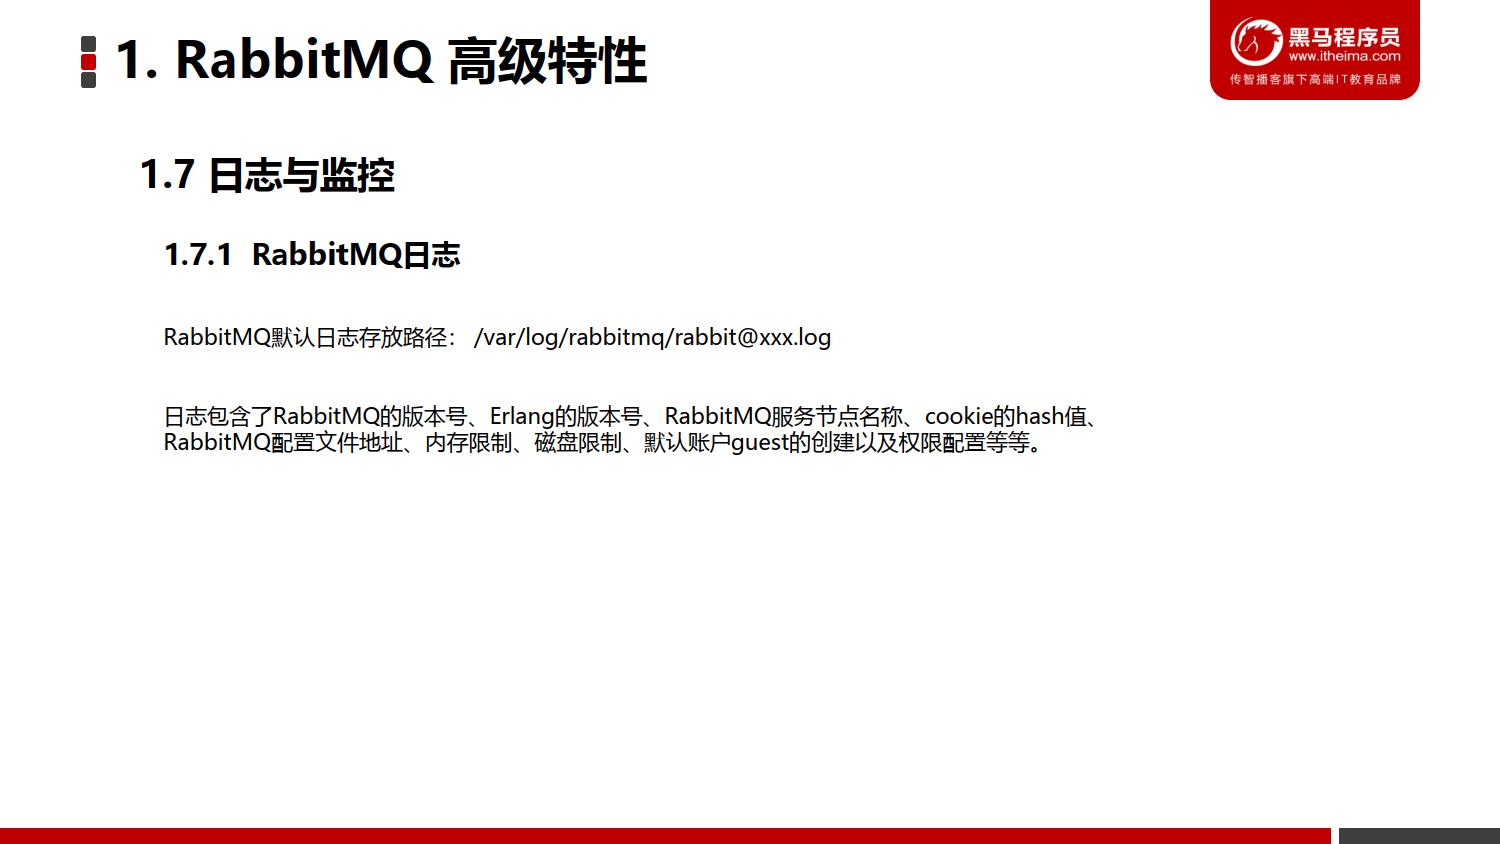 1. RabbitMQ 高级特性
黑马程序员
www.itheima.com
传智播客旗下高端IT教育品牌
1.7 日志与监控
1.7.1 RabbitMQ日志
RabbitMQ默认日志存放路径： /var/log/rabbitmq/rabbit@xxx.log
日志包含了RabbitMQ的版本号、Erlang的版本号、RabbitMQ服务节点名称、cookie的hash值、
RabbitMQ配置文件地址、内存限制、磁盘限制、默认账户guest的创建以及权限配置等等。